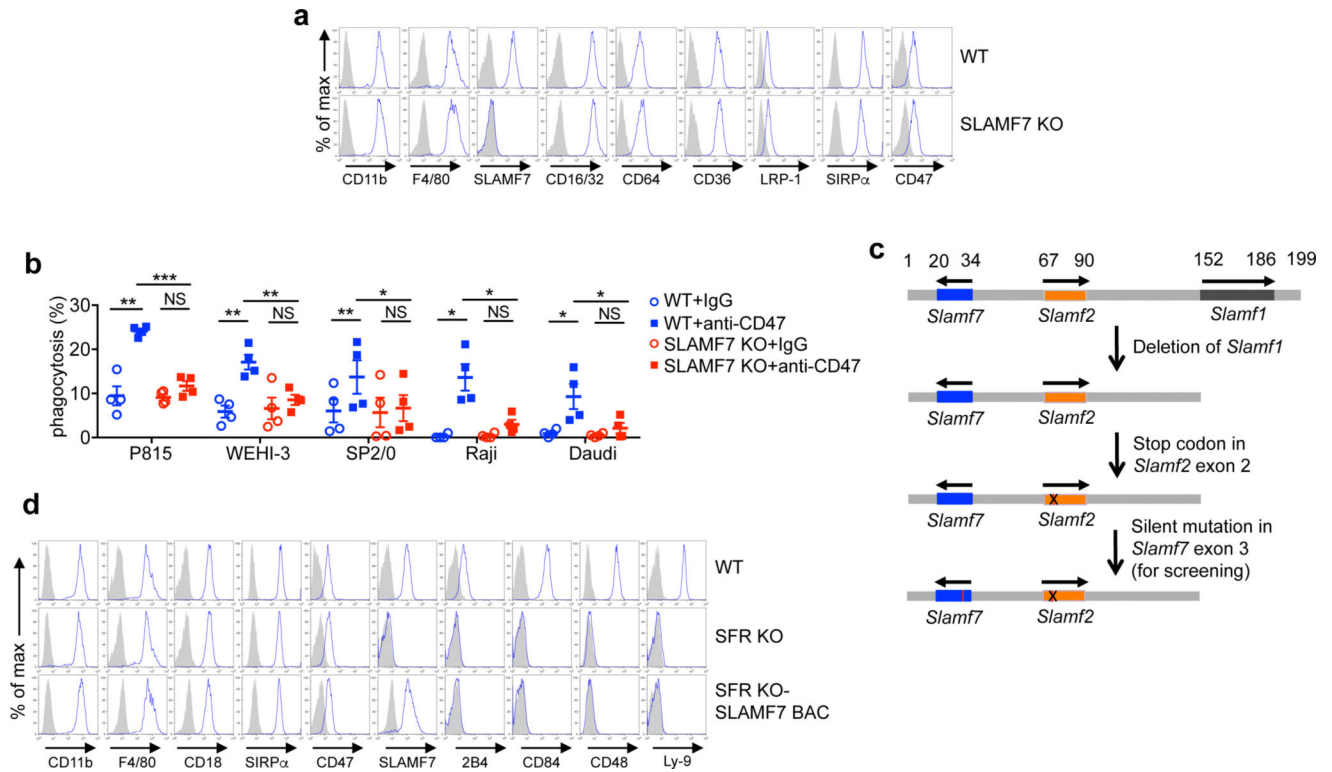 a
% of max
WT
SLAMF7 KO
CD11b F4/80 SLAMF7 CD16/32 CD64 CD36 LRP-1 SIRPα CD47
b
phagocytosis (%)
30
20
10
0
** *** NS
** ** NS
** * NS
* * NS
* * NS
P815 WEHI-3 SP2/0 Raji Daudi
WT+IgG
WT+anti-CD47
SLAMF7 KO+IgG
SLAMF7 KO+anti-CD47
c
1 20 34 67 90 152 186 199
Slamf7 Slamf2 Slamf1
Deletion of Slamf1
Slamf7 Slamf2
Stop codon in
Slamf2 exon 2
X
Slamf7 Slamf2
Silent mutation in
Slamf7 exon 3
(for screening)
X
Slamf7 Slamf2
d
% of max
WT
SFR KO
SFR KO-
SLAMF7 BAC
CD11b F4/80 CD18 SIRPα CD47 SLAMF7 2B4 CD84 CD48 Ly-9